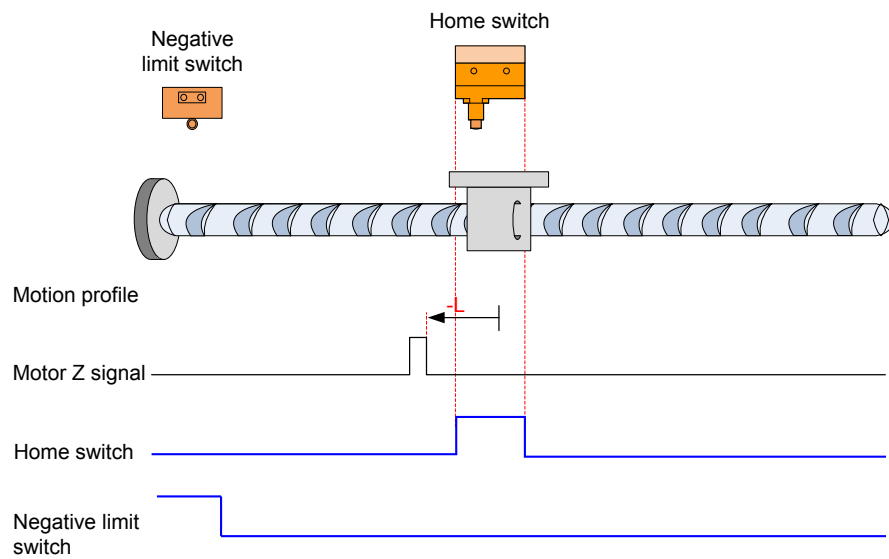 Home switch
Negative
limit switch
Motion profile
-L
Motor Z signal
Home switch
Negative limit
switch